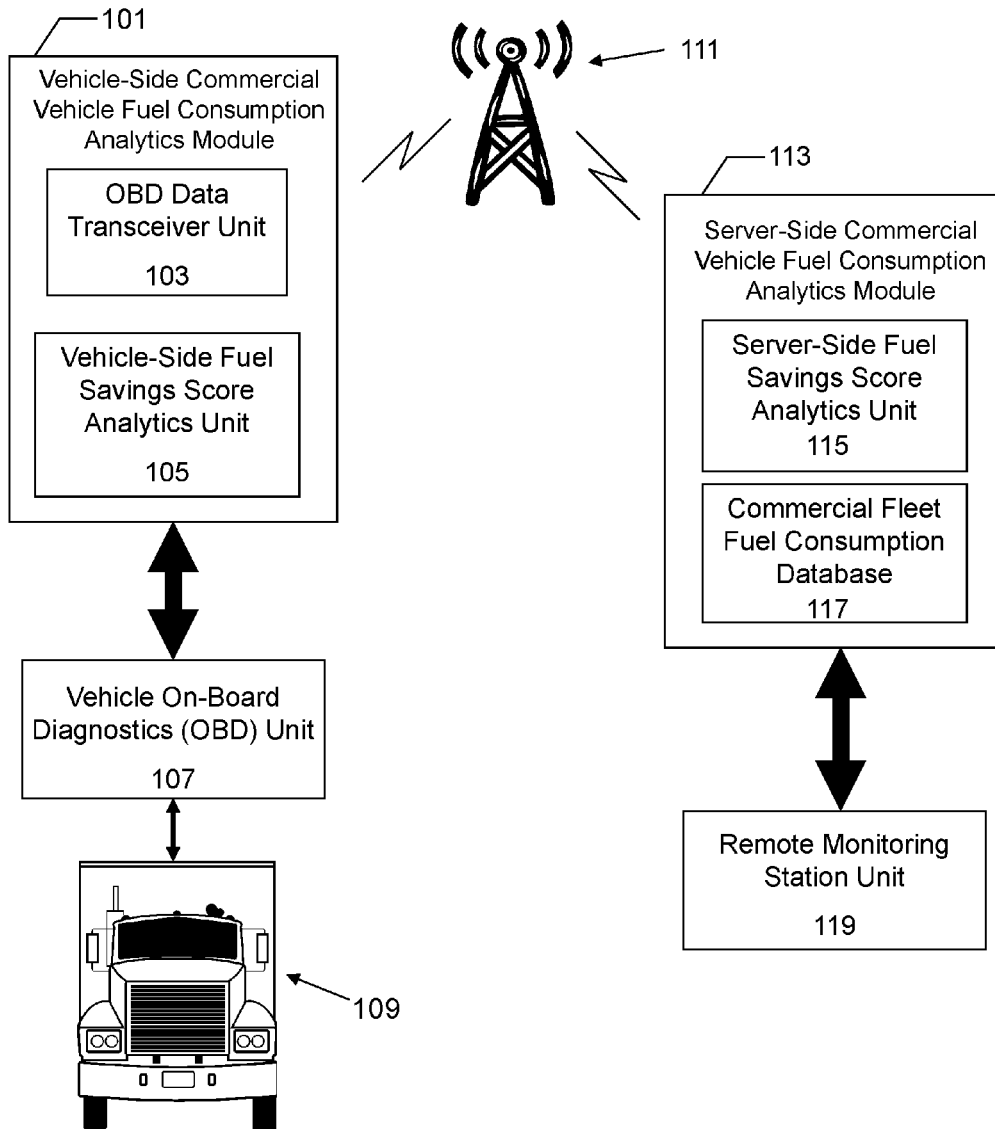 101
Vehicle-Side Commercial
Vehicle Fuel Consumption
Analytics Module
OBD Data
Transceiver Unit
103
Vehicle-Side Fuel
Savings Score
Analytics Unit
105
Vehicle On-Board
Diagnostics (OBD) Unit
107
109
111
113
Server-Side Commercial
Vehicle Fuel Consumption
Analytics Module
Server-Side Fuel
Savings Score
Analytics Unit
115
Commercial Fleet
Fuel Consumption
Database
117
Remote Monitoring
Station Unit
119